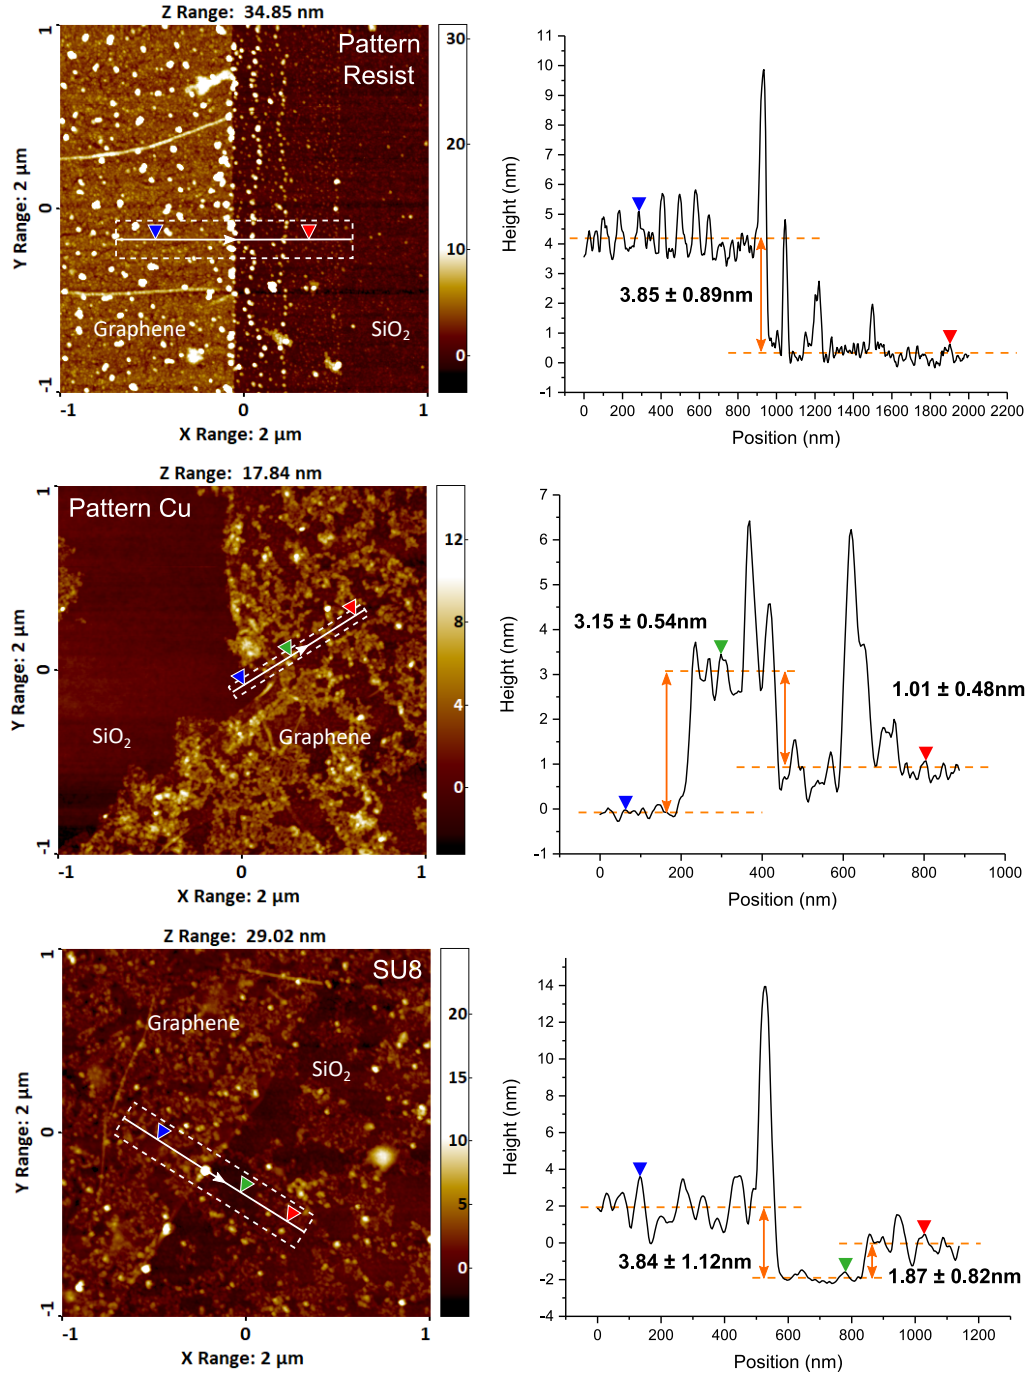 Z Range: 34.85 nm
Pattern
Resist
Graphene
SiO2
Y Range: 2 µm
1
0
-1
-1
0
1
X Range: 2 µm
30
20
10
0
Height (nm)
11
10
9
8
7
6
5
4
3
2
1
0
-1
3.85 ± 0.89nm
0 200 400 600 800 1000 1200 1400 1600 1800 2000 2200
Position (nm)
Z Range: 17.84 nm
Pattern Cu
SiO2
Graphene
Y Range: 2 µm
1
0
-1
-1
0
1
X Range: 2 µm
12
8
4
0
Height (nm)
7
6
5
4
3
2
1
0
-1
3.15 ± 0.54nm
1.01 ± 0.48nm
0 200 400 600 800 1000
Position (nm)
Z Range: 29.02 nm
SU8
Graphene
SiO2
Y Range: 2 µm
1
0
-1
-1
0
1
X Range: 2 µm
20
15
10
5
0
Height (nm)
14
12
10
8
6
4
2
0
-2
-4
3.84 ± 1.12nm
1.87 ± 0.82nm
0 200 400 600 800 1000 1200
Position (nm)